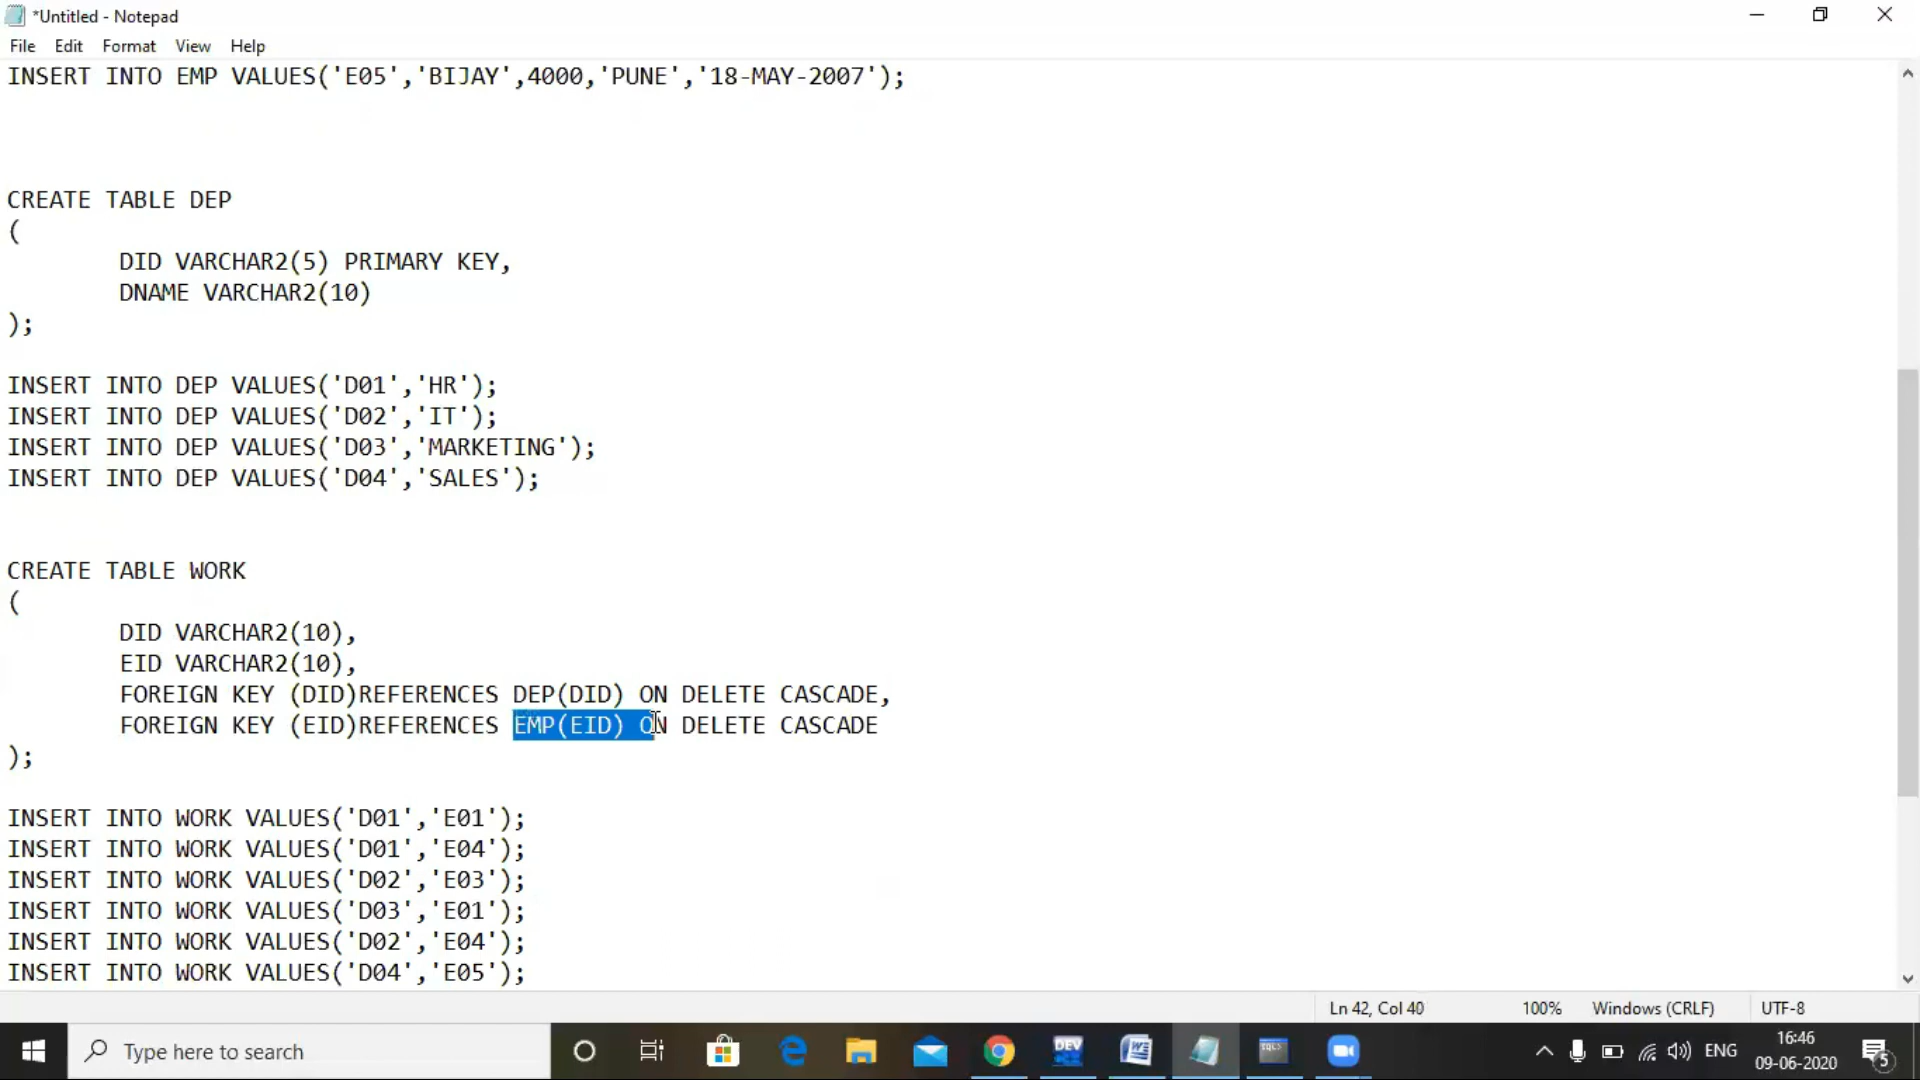 *Untitled - Notepad
File Edit Format View Help
INSERT INTO EMP VALUES('E05','BIJAY',4000,'PUNE','18-MAY-2007');
CREATE TABLE DEP
(
DID VARCHAR2(5) PRIMARY KEY,
DNAME VARCHAR2(10)
);
INSERT INTO DEP VALUES('D01','HR');
INSERT INTO DEP VALUES('D02','IT');
INSERT INTO DEP VALUES('D03','MARKETING');
INSERT INTO DEP VALUES('D04','SALES');
CREATE TABLE WORK
(
DID VARCHAR2(10),
EID VARCHAR2(10),
FOREIGN KEY (DID)REFERENCES DEP(DID) ON DELETE CASCADE,
FOREIGN KEY (EID)REFERENCES EMP(EID) ON DELETE CASCADE
);
INSERT INTO WORK VALUES('D01','E01');
INSERT INTO WORK VALUES('D01','E04');
INSERT INTO WORK VALUES('D02','E03');
INSERT INTO WORK VALUES('D03','E01');
INSERT INTO WORK VALUES('D02','E04');
INSERT INTO WORK VALUES('D04','E05');
Ln 42, Col 40 100% Windows (CRLF) UTF-8
Type here to search DEV ENG 16:46
09-06-2020 5